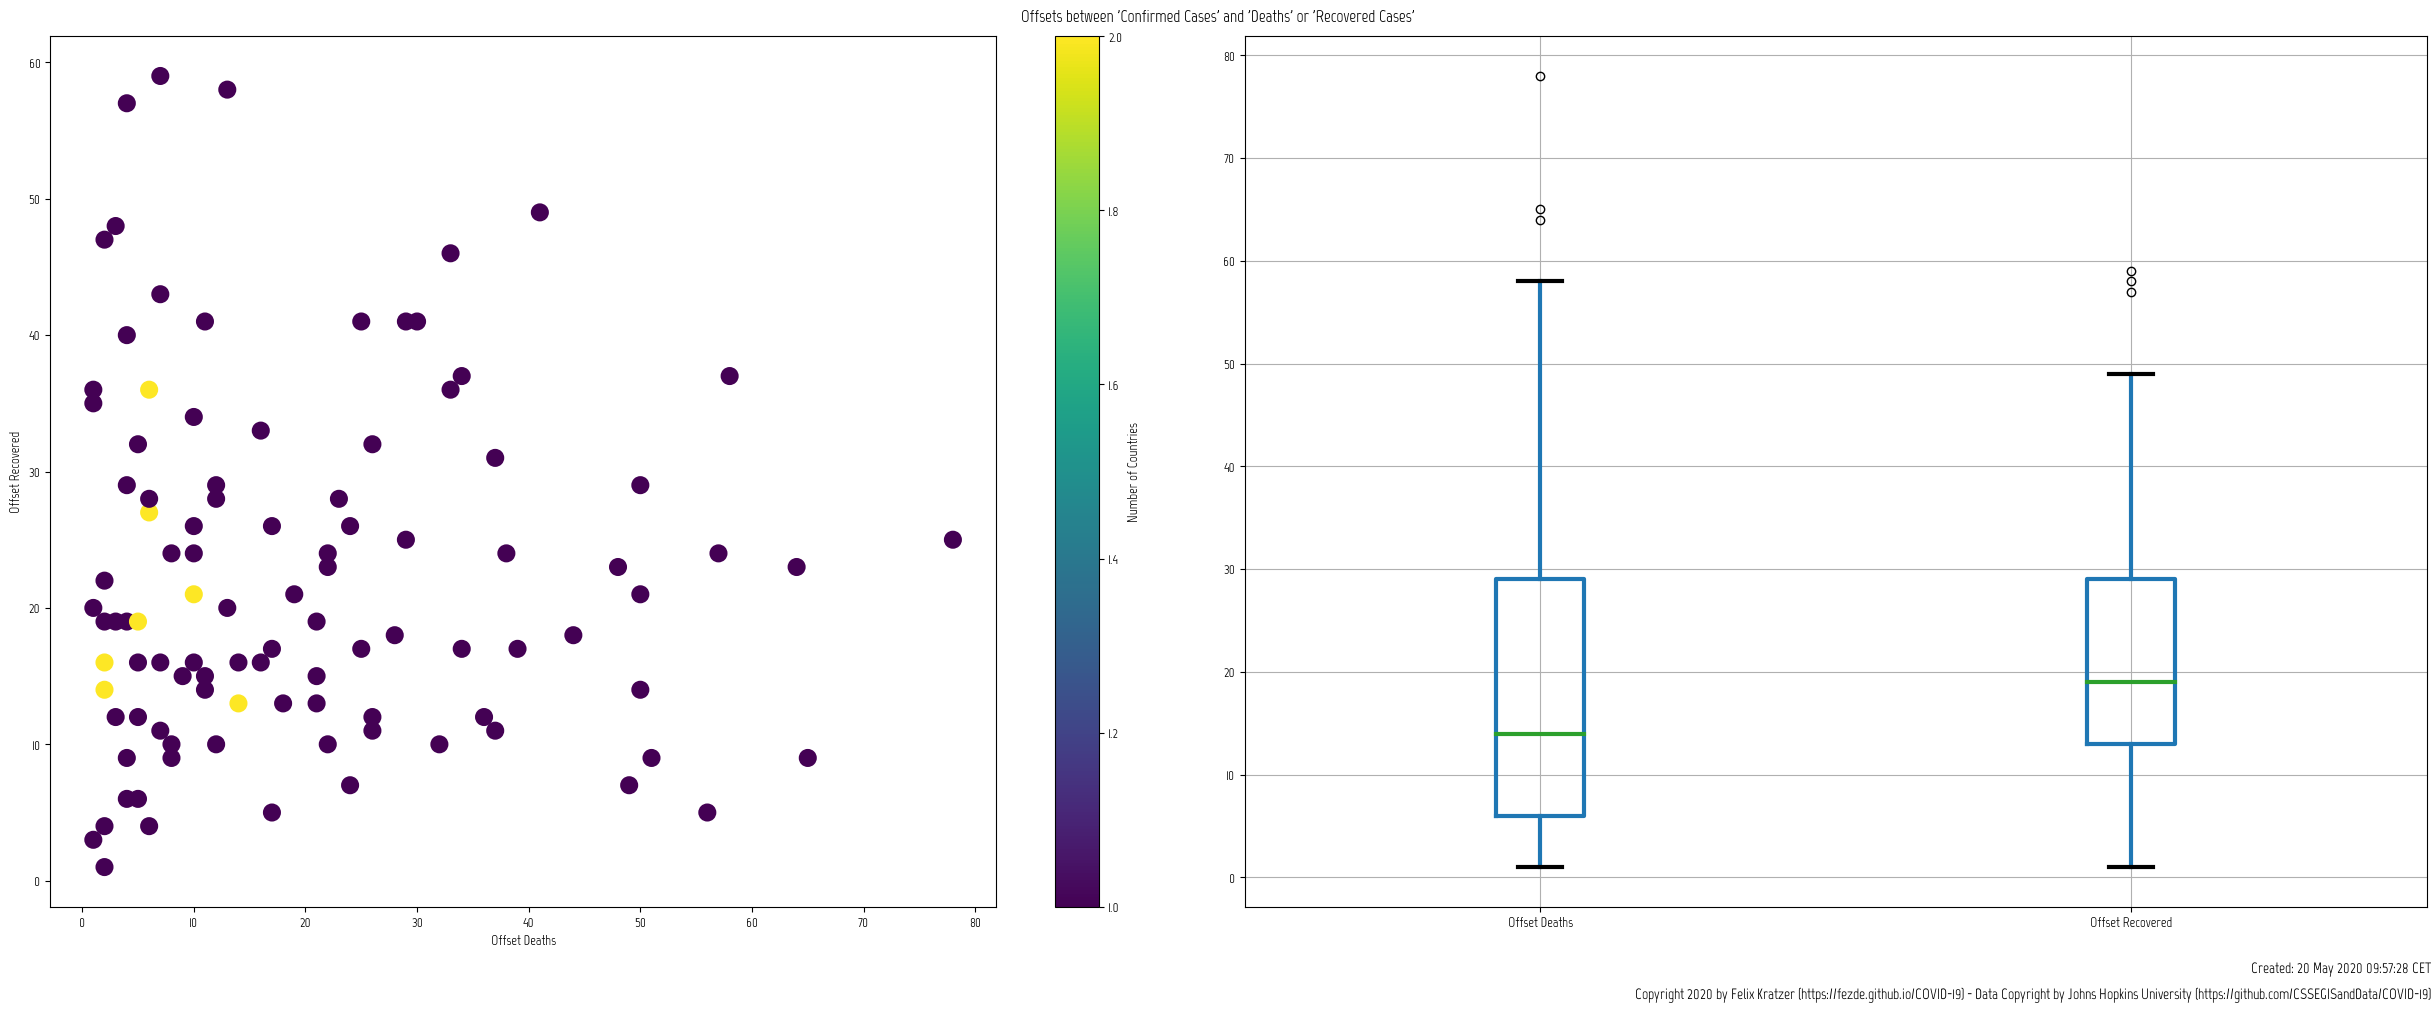 Offsets between 'Confirmed Cases' and 'Deaths' or 'Recovered Cases'
60
50
40
30
20
10
0
Offset Recovered
0 10 20 30 40 50 60 70 80
Offset Deaths
2.0
1.8
1.6
1.4
1.2
1.0
Number of Countries
80
70
60
50
40
30
20
10
0
Offset Deaths Offset Recovered
Created: 20 May 2020 09:57:28 CET
Copyright 2020 by Felix Kratzer (https://fezde.github.io/COVID-19) - Data Copyright by Johns Hopkins University (https://github.com/CSSEGISandData/COVID-19)